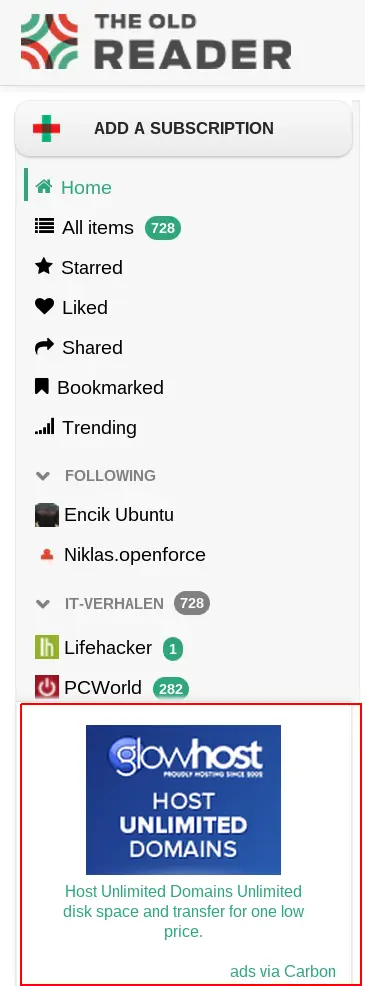 THE OLD
READER
ADD A SUBSCRIPTION
Home
All items 728
Starred
Liked
Shared
Bookmarked
Trending
FOLLOWING
Encik Ubuntu
Niklas.openforce
IT-VERHALEN 728
lh Lifehacker 1
PCWorld 282
glowhost
PROUDLY HOSTING SINCE 2002
HOST
UNLIMITED
DOMAINS
Host Unlimited Domains Unlimited
disk space and transfer for one low
price.
ads via Carbon